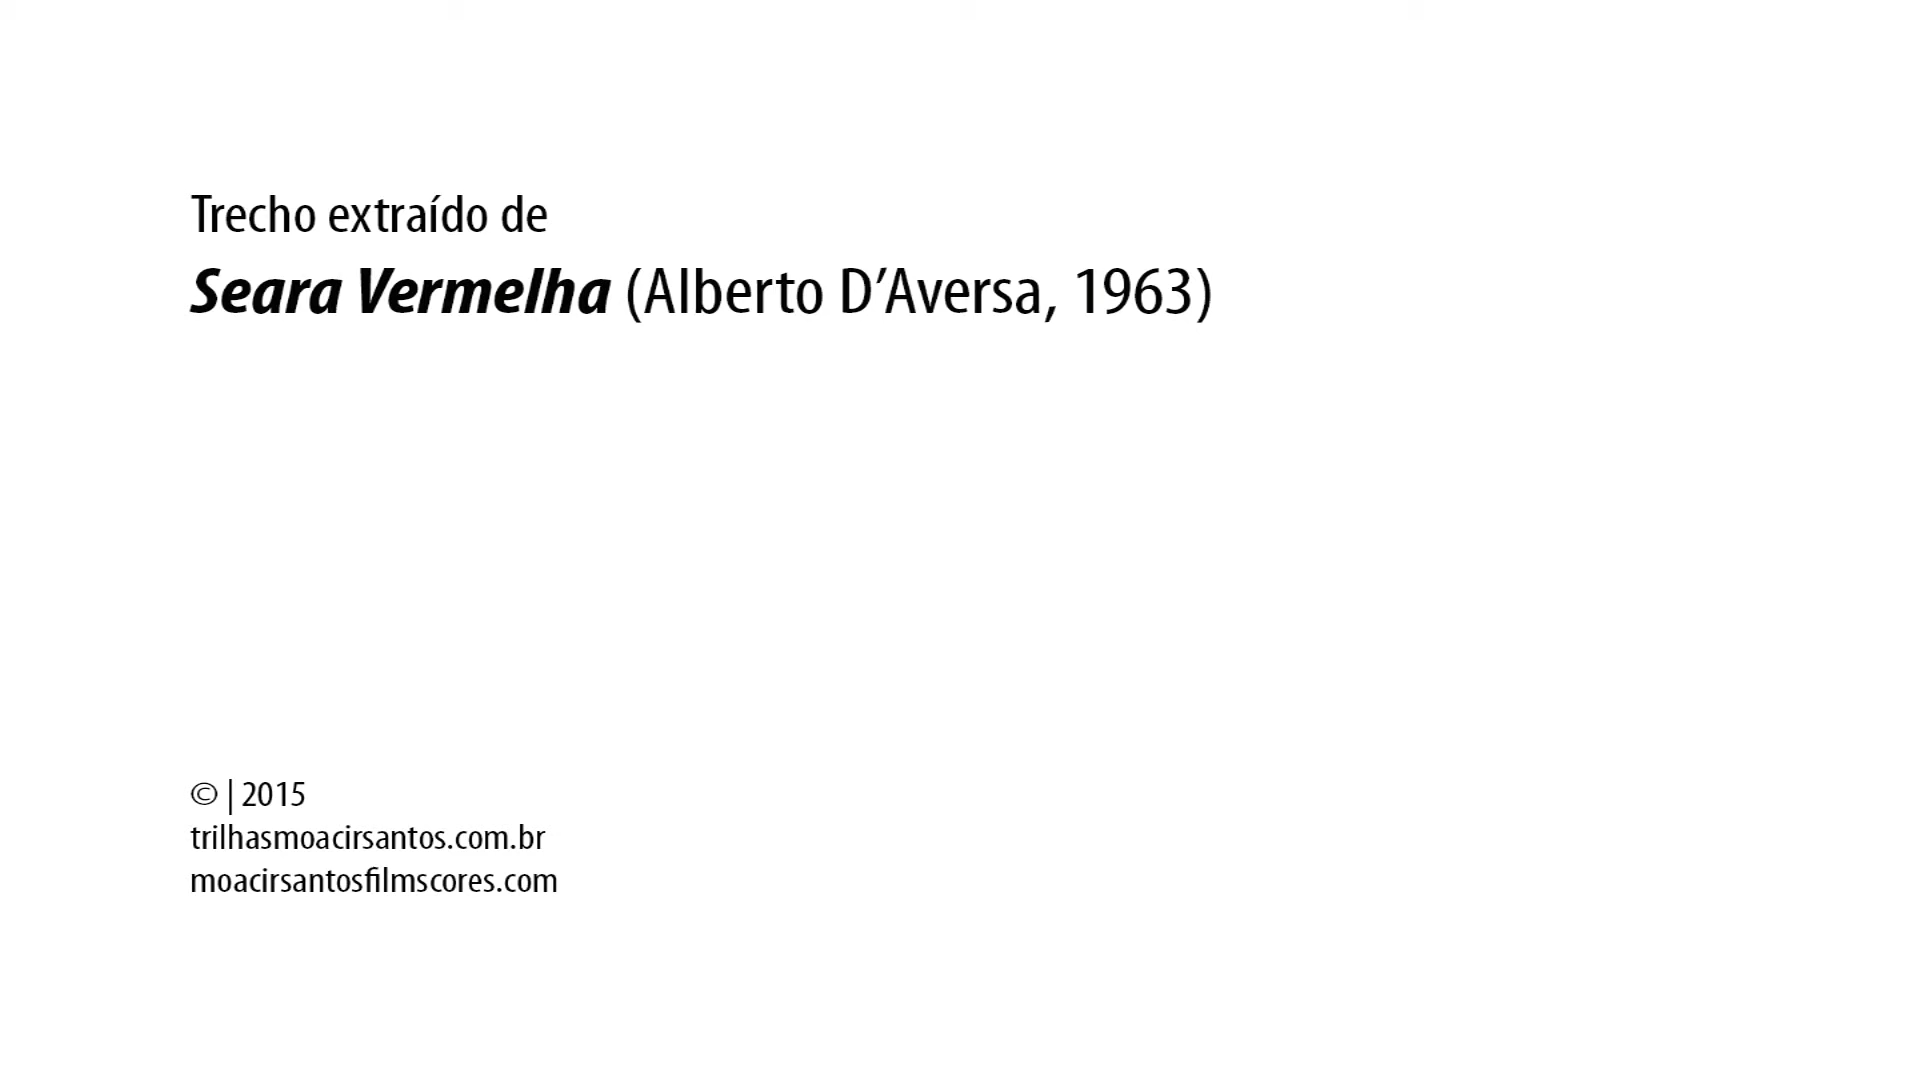 Trecho extraído de
Seara Vermelha (Alberto D’Aversa, 1963)
© | 2015
trilhasmoacirsantos.com.br
moacirsantosfilmscores.com